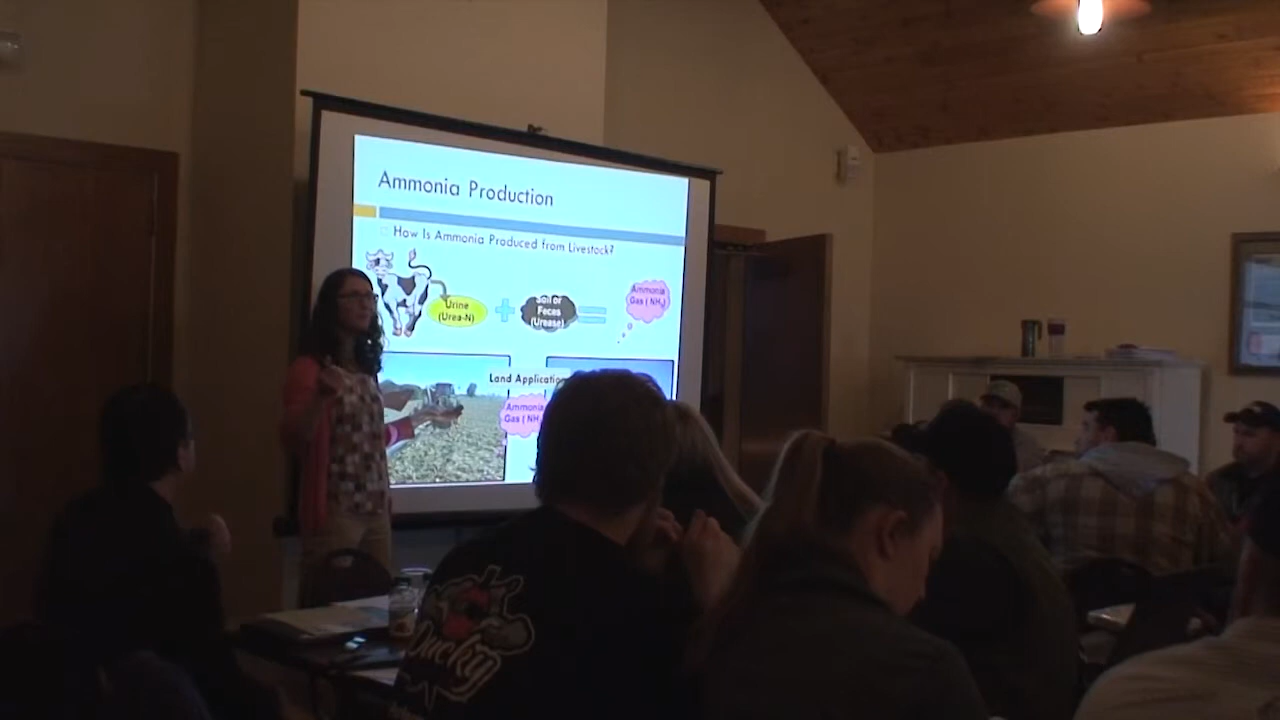 Ammonia Production
How Is Ammonia Produced from Livestock?
Urine
(Urea-N)
Soil or
Feces
(Urease)
Ammonia
Gas ( NH3)
Land Application
Ammonia
Gas ( NH
Ducky